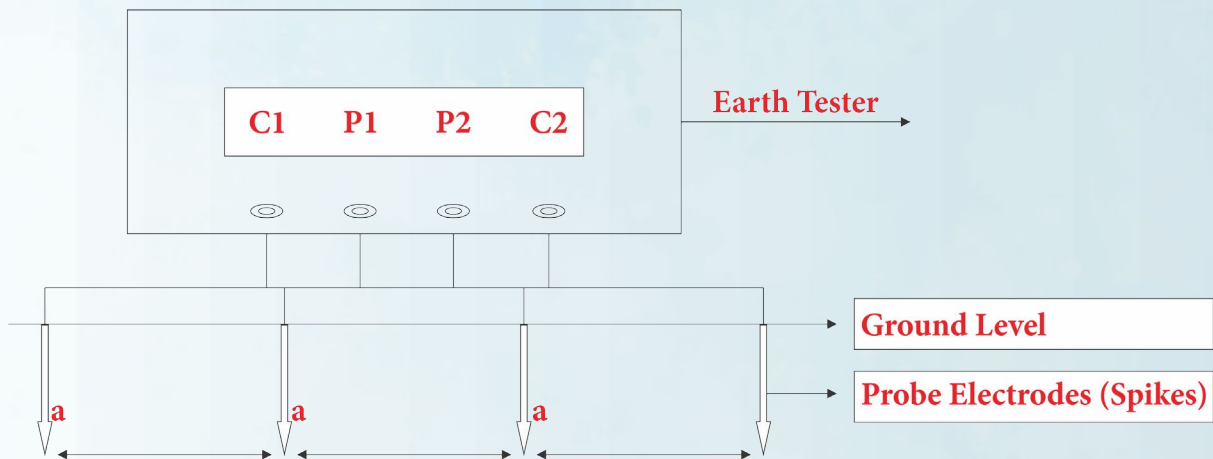 C1 P1 P2 C2
Earth Tester
Ground Level
Probe Electrodes (Spikes)
a a a